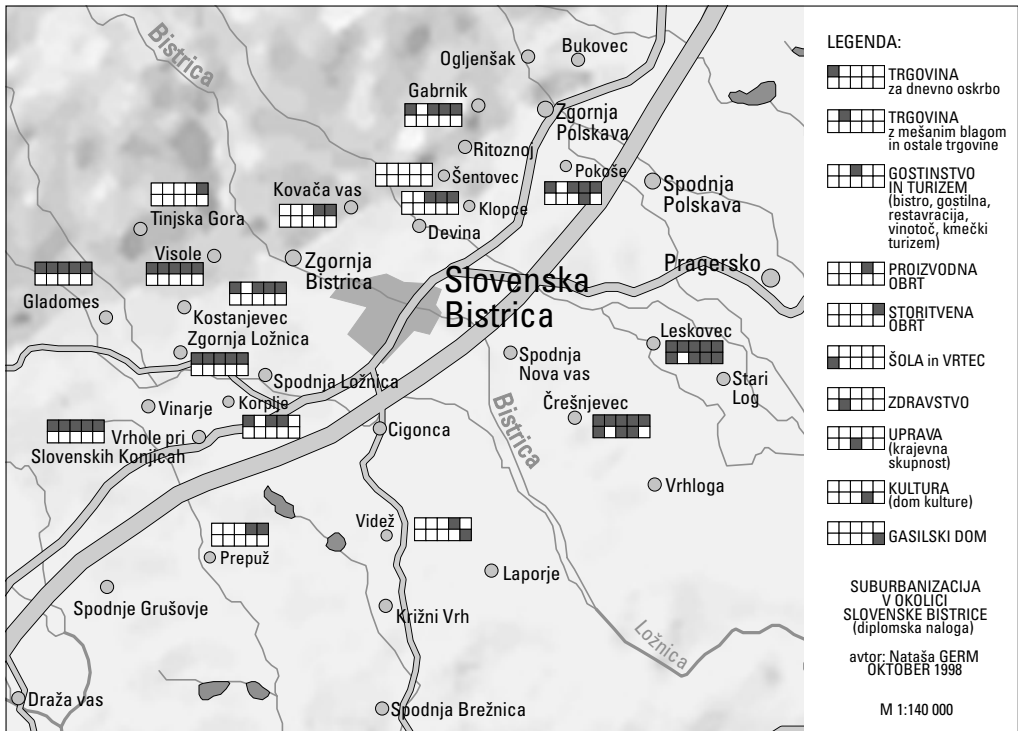 Bistrica
Ogljenšak
Bukovec
Gabrnik
Zgornja
Polskava
Ritoznoj
Šentovec
Pokoše
Kovača vas
Klopce
Spodnja
Polskava
Tinjska Gora
Devina
Visole
Zgornja
Bistrica
Slovenska
Bistrica
Pragersko
Gladomes
Kostanjevec
Zgornja Ložnica
Leskovec
Spodnja
Nova vas
Stari
Log
Spodnja Ložnica
Vinarje
Korplje
Bistrica
Črešnjevec
Vrhole pri
Slovenskih Konjicah
Cigonca
Vrhloga
Videž
Prepuž
Laporje
Spodnje Grušovje
Križni Vrh
Ložnica
Draža vas
Spodnja Brežnica
LEGENDA:
TRGOVINA
za dnevno oskrbo
TRGOVINA
z mešanim blagom
in ostale trgovine
GOSTINSTVO
IN TURIZEM
(bistro, gostilna,
restavracija,
vinotoč, kmečki
turizem)
PROIZVODNA
OBRT
STORITVENA
OBRT
ŠOLA in VRTEC
ZDRAVSTVO
UPRAVA
(krajevna
skupnost)
KULTURA
(dom kulture)
GASILSKI DOM
SUBURBANIZACIJA
V OKOLICI
SLOVENSKE BISTRICE
(diplomska naloga)
avtor: Nataša GERM
OKTOBER 1998
M 1:140 000